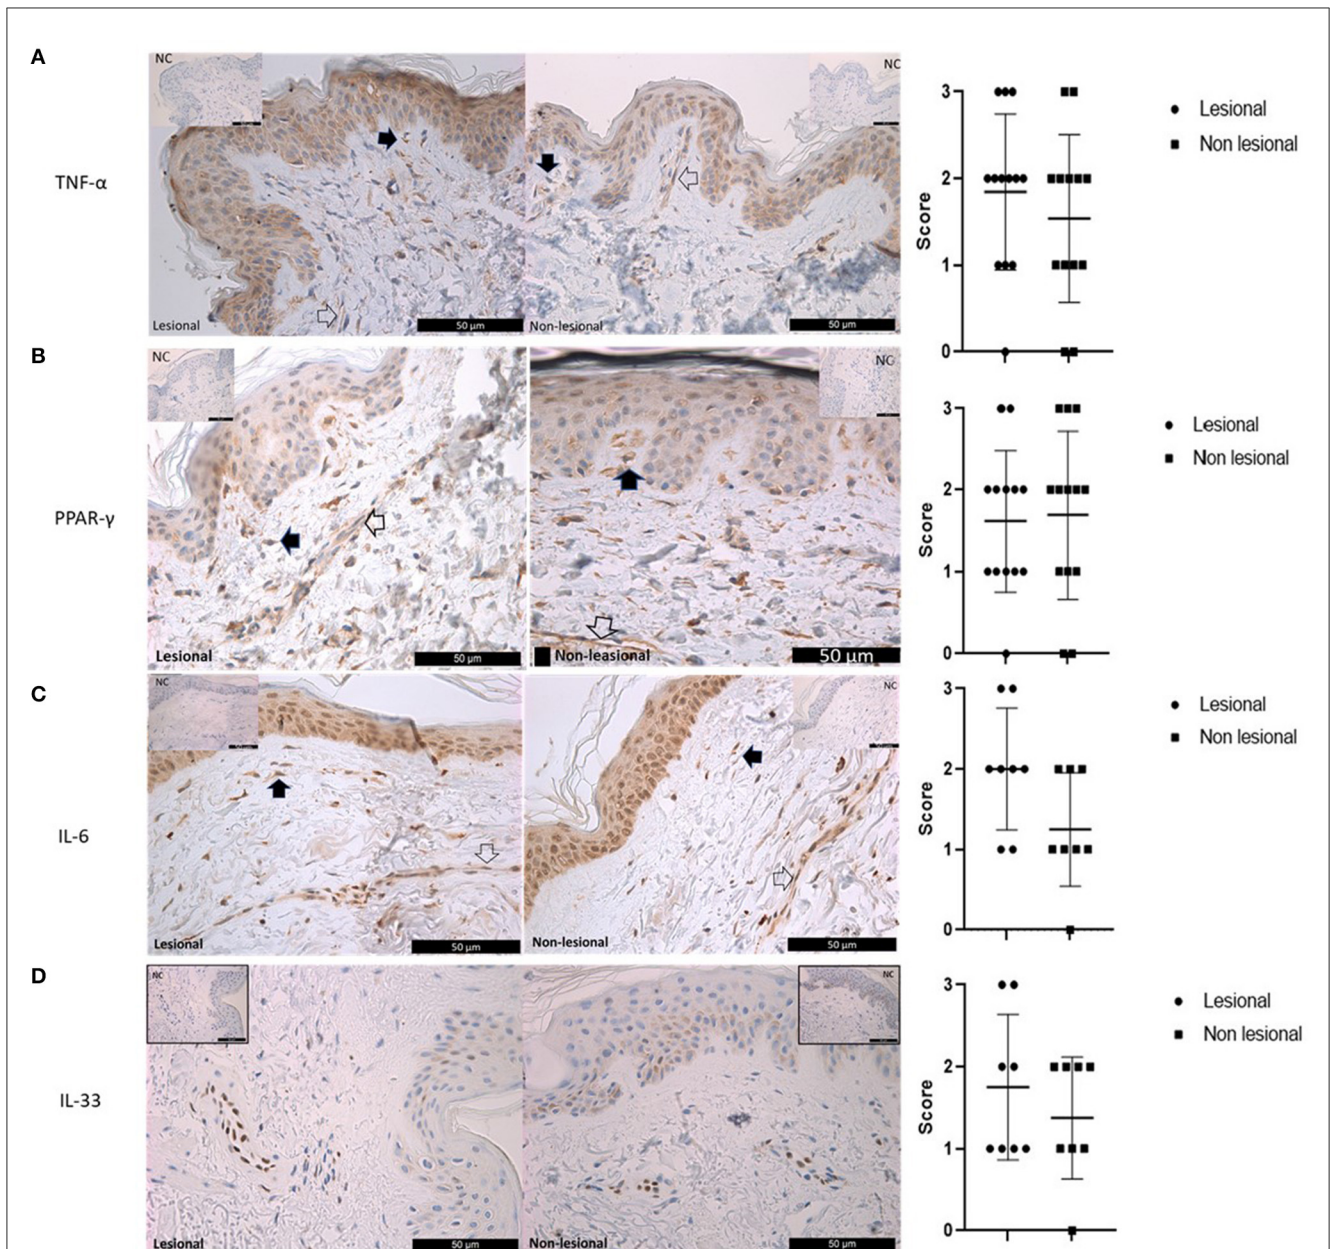 A
TNF-α
NC
Lesional
50 µm
NC
Non-lesional
50 µm
Score
3
2
1
0
Lesional
Non lesional
B
PPAR-γ
NC
Lesional
50 µm
NC
Non-leasional
50 µm
Score
3
2
1
0
Lesional
Non lesional
C
IL-6
NC
Lesional
50 µm
NC
Non-lesional
50 µm
Score
3
2
1
0
Lesional
Non lesional
D
IL-33
NC
Lesional
50 µm
NC
Non-lesional
50 µm
Score
3
2
1
0
Lesional
Non lesional